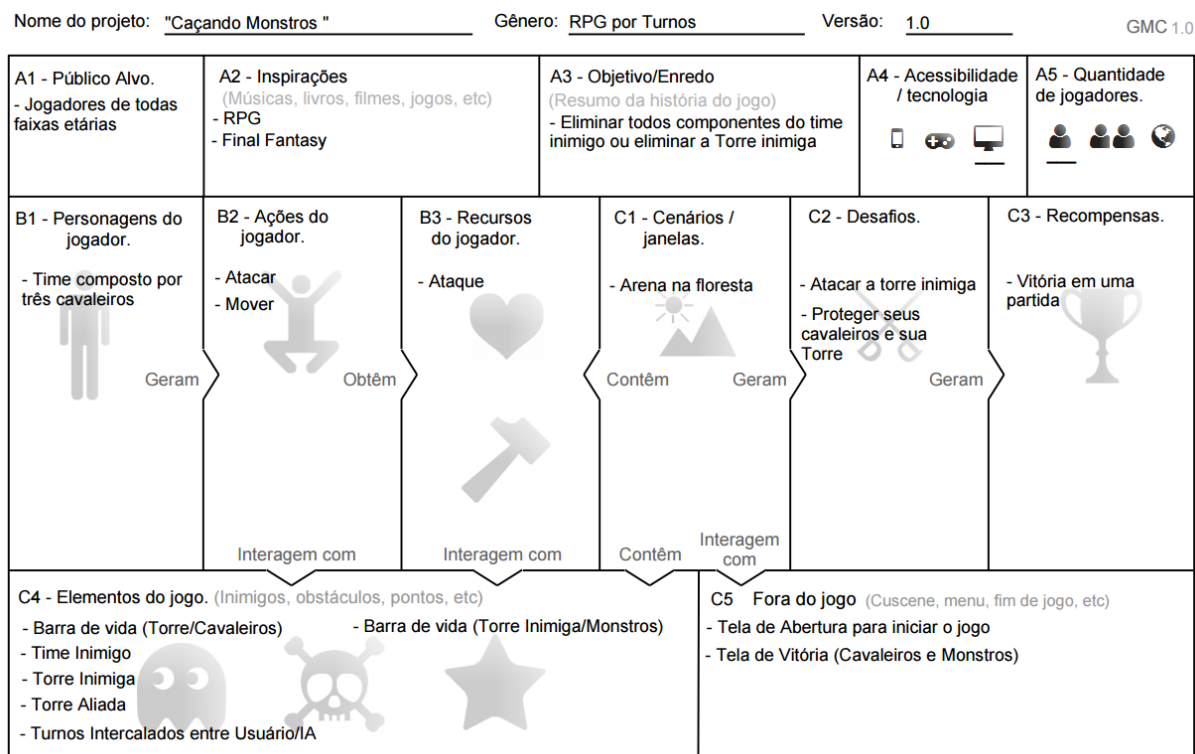 Nome do projeto: "Caçando Monstros " Gênero: RPG por Turnos Versão: 1.0 GMC 1.0
A1 - Público Alvo.
- Jogadores de todas
faixas etárias
A2 - Inspirações
(Músicas, livros, filmes, jogos, etc)
- RPG
- Final Fantasy
A3 - Objetivo/Enredo
(Resumo da história do jogo)
- Eliminar todos componentes do time
inimigo ou eliminar a Torre inimiga
A4 - Acessibilidade
/ tecnologia
A5 - Quantidade
de jogadores.
B1 - Personagens do
jogador.
- Time composto por
três cavaleiros
Geram
B2 - Ações do
jogador.
- Atacar
- Mover
Obtêm
Interagem com
B3 - Recursos
do jogador.
- Ataque
Interagem com
C1 - Cenários /
janelas.
- Arena na floresta
Contêm Geram
Contêm
Interagem
com
C2 - Desafios.
- Atacar a torre inimiga
- Proteger seus
cavaleiros e sua
Torre
Geram
C3 - Recompensas.
- Vitória em uma
partida
C4 - Elementos do jogo. (Inimigos, obstáculos, pontos, etc)
- Barra de vida (Torre/Cavaleiros)
- Time Inimigo
- Torre Inimiga
- Torre Aliada
- Turnos Intercalados entre Usuário/IA
- Barra de vida (Torre Inimiga/Monstros)
C5 Fora do jogo (Cuscene, menu, fim de jogo, etc)
- Tela de Abertura para iniciar o jogo
- Tela de Vitória (Cavaleiros e Monstros)